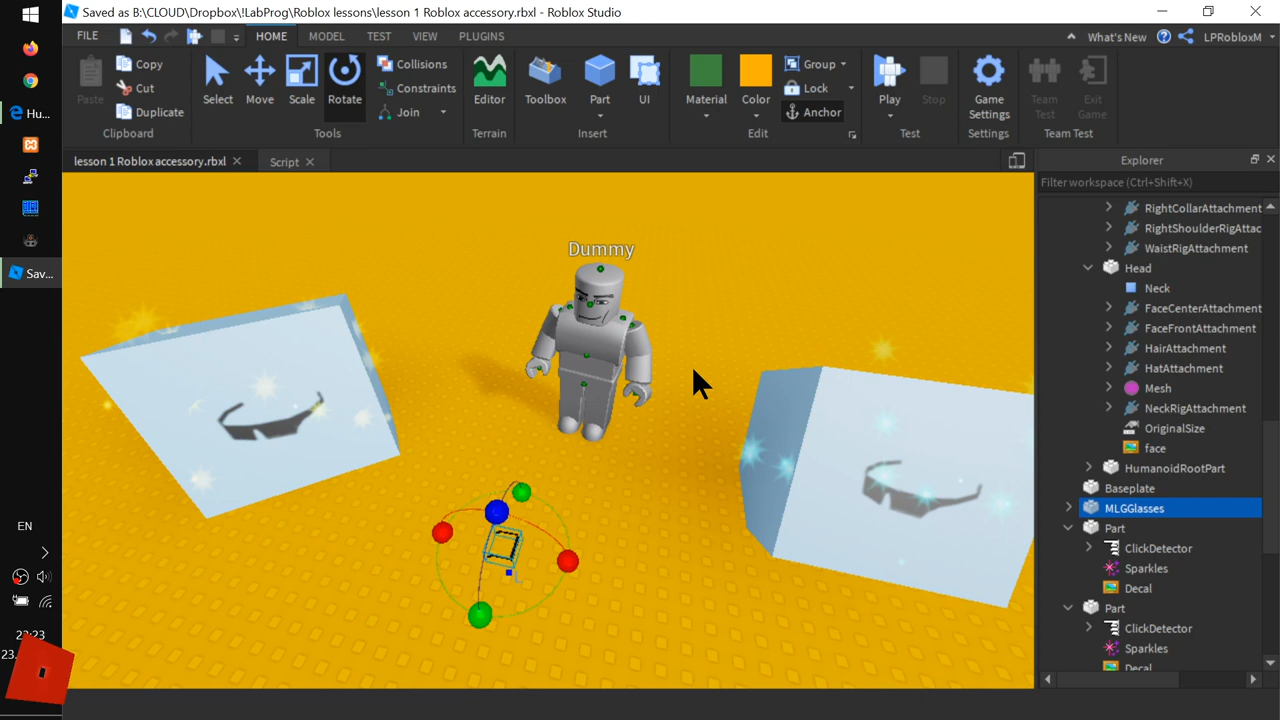 Saved as B:\CLOUD\Dropbox\!LabProg\Roblox lessons\lesson 1 Roblox accessory.rbxl - Roblox Studio
FILE HOME MODEL TEST VIEW PLUGINS What's New LPRobloxM
Paste Copy Cut Duplicate Clipboard
Select Move Scale Rotate Collisions Constraints Join Tools
Editor Terrain
Toolbox Part UI Insert
Material Color Group Lock Anchor Edit
Play Stop Test
Game Settings Settings
Team Test Exit Game Team Test
lesson 1 Roblox accessory.rbxl Script
Dummy
Explorer
Filter workspace (Ctrl+Shift+X)
RightCollarAttachment
RightShoulderRigAttac
WaistRigAttachment
Head
Neck
FaceCenterAttachment
FaceFrontAttachment
HairAttachment
HatAttachment
Mesh
NeckRigAttachment
OriginalSize
face
HumanoidRootPart
Baseplate
MLGGlasses
Part
ClickDetector
Sparkles
Decal
Part
ClickDetector
Sparkles
Decal
Hu...
Sav...
EN
22:23
23.